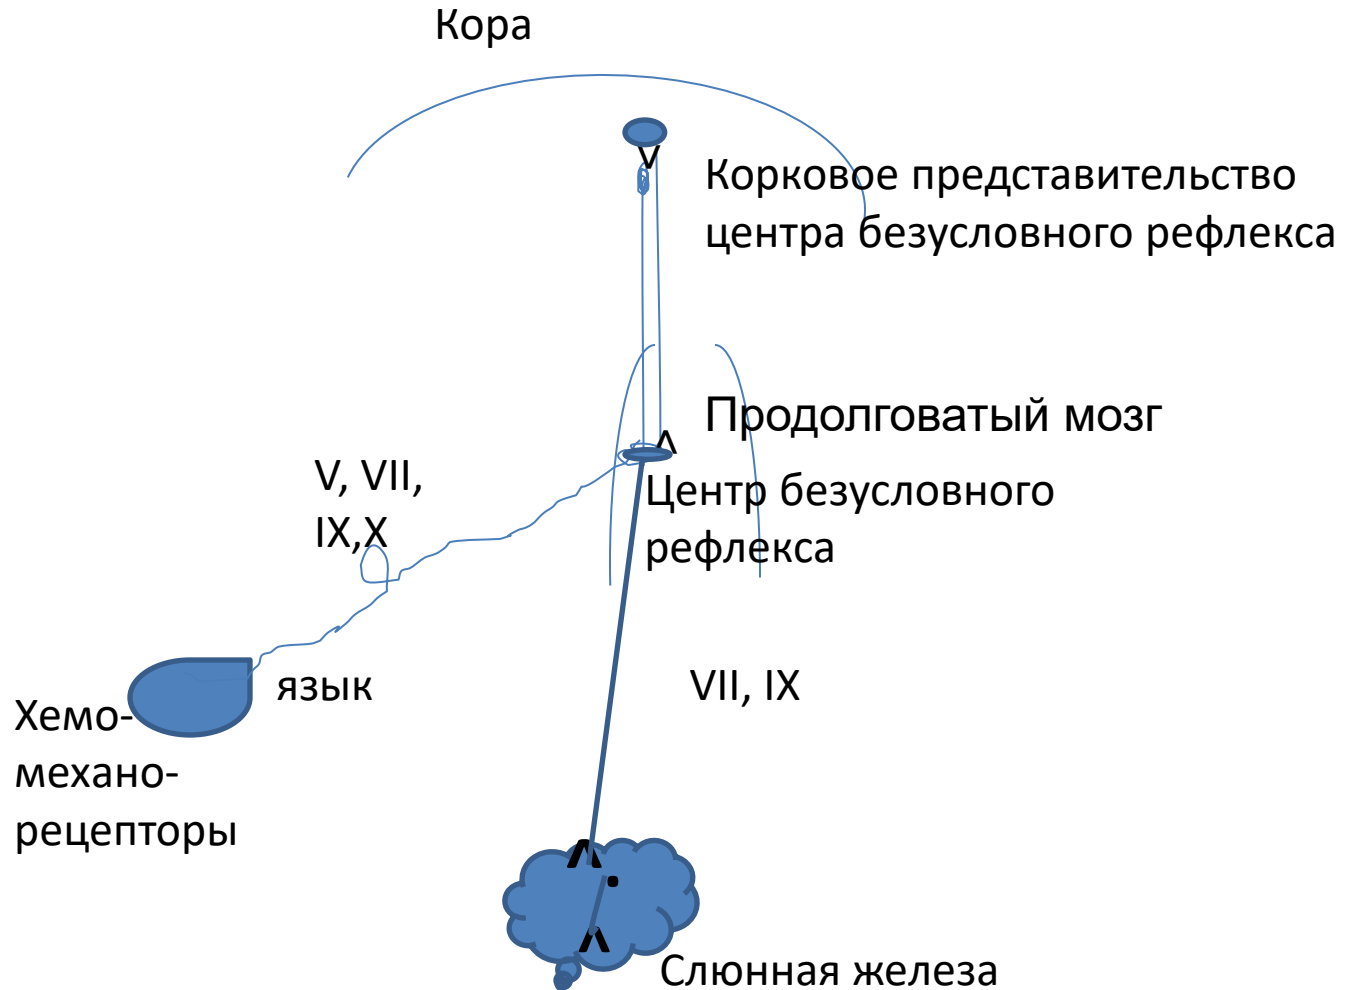 Кора
Корковое представительство
центра безусловного рефлекса
Продолговатый мозг
V, VII,
IX,X
Центр безусловного
рефлекса
язык
VII, IX
Хемо-
механо-
рецепторы
Слюнная железа